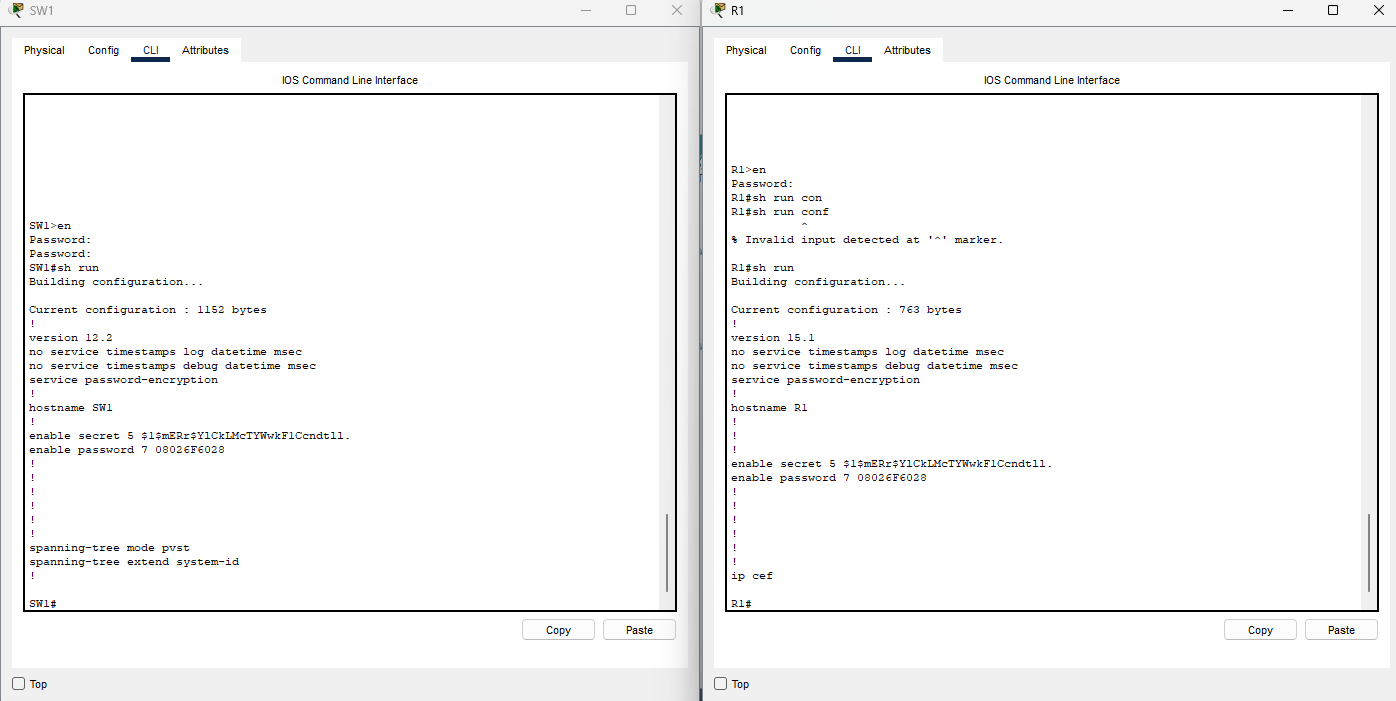 SW1
Physical Config CLI Attributes
IOS Command Line Interface
SW1>en
Password:
Password:
SW1#sh run
Building configuration...
Current configuration : 1152 bytes
!
version 12.2
no service timestamps log datetime msec
no service timestamps debug datetime msec
service password-encryption
!
hostname SW1
!
enable secret 5 $1$mERr$YlCkLMcTYWwkF1Ccndtll.
enable password 7 08026F6028
!
!
!
!
!
!
spanning-tree mode pvst
spanning-tree extend system-id
!
SW1#
Copy Paste
Top
R1
Physical Config CLI Attributes
IOS Command Line Interface
R1>en
Password:
R1#sh run con
R1#sh run conf
^
% Invalid input detected at '^' marker.
R1#sh run
Building configuration...
Current configuration : 763 bytes
!
version 15.1
no service timestamps log datetime msec
no service timestamps debug datetime msec
service password-encryption
!
hostname R1
!
!
!
enable secret 5 $1$mERr$YlCkLMcTYWwkF1Ccndtll.
enable password 7 08026F6028
!
!
!
!
!
!
ip cef
R1#
Copy Paste
Top